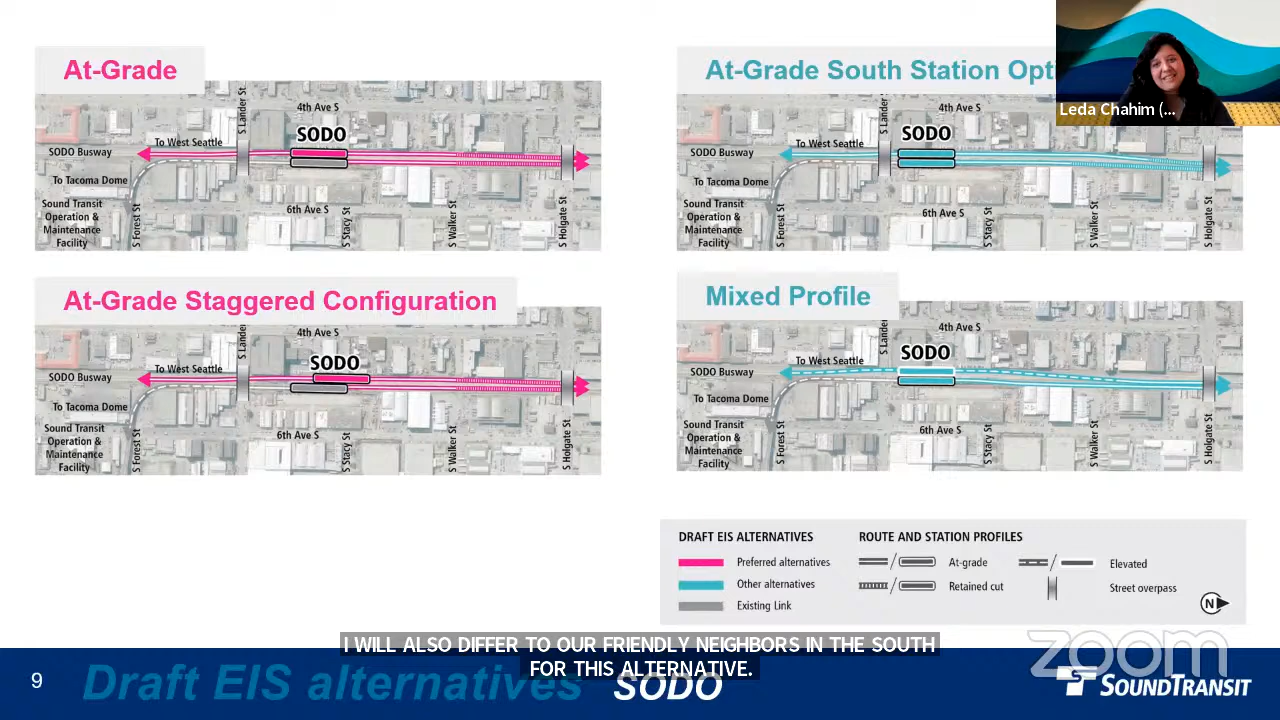 At-Grade
S Lander St
4th Ave S
SODO
To West Seattle
SODO Busway
To Tacoma Dome
Sound Transit
Operation &
Maintenance
Facility
S Forest St
6th Ave S
S Stacy St
S Walker St
S Holgate St
At-Grade South Station Opti
Leda Chahim (...
S Lander St
4th Ave S
SODO
To West Seattle
SODO Busway
To Tacoma Dome
Sound Transit
Operation &
Maintenance
Facility
S Forest St
6th Ave S
S Stacy St
S Walker St
S Holgate St
At-Grade Staggered Configuration
S Lander
4th Ave S
SODO
To West Seattle
SODO Busway
To Tacoma Dome
Sound Transit
Operation &
Maintenance
Facility
S Forest St
6th Ave S
S Stacy St
S Walker St
S Holgate St
Mixed Profile
S Lander
4th Ave S
SODO
To West Seattle
SODO Busway
To Tacoma Dome
Sound Transit
Operation &
Maintenance
Facility
S Forest St
6th Ave S
S Stacy St
S Walker St
S Holgate St
DRAFT EIS ALTERNATIVES
Preferred alternatives
Other alternatives
Existing Link
ROUTE AND STATION PROFILES
At-grade
Retained cut
Elevated
Street overpass
N
I WILL ALSO DIFFER TO OUR FRIENDLY NEIGHBORS IN THE SOUTH
FOR THIS ALTERNATIVE.
zoom
9
Draft EIS alternatives SODO
SOUNDTRANSIT